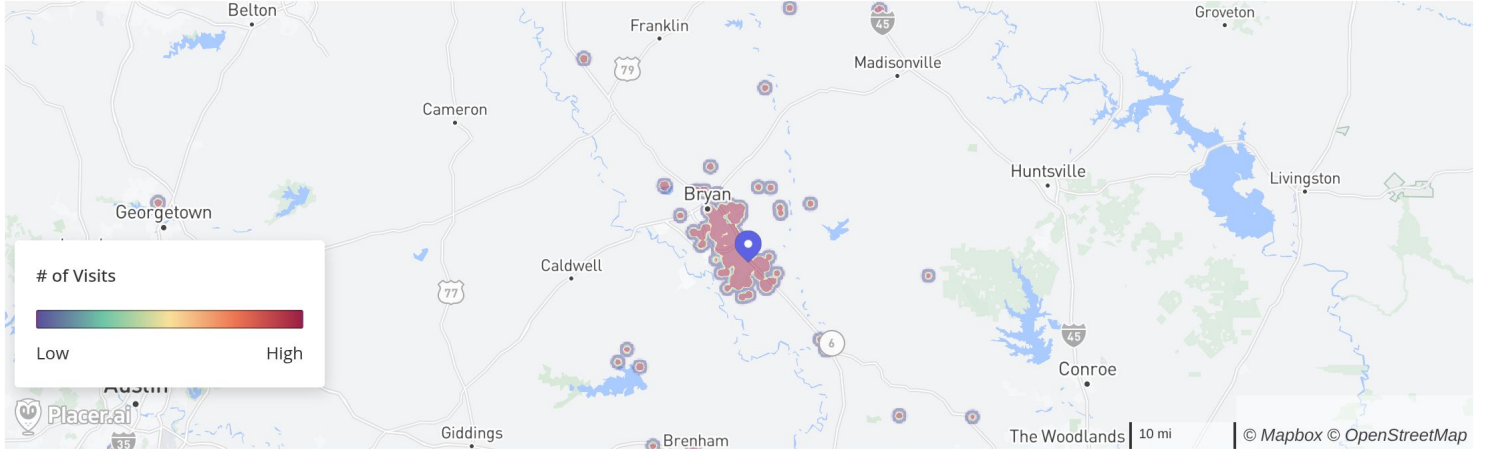 Belton
Franklin
45
Groveton
79
Madisonville
Cameron
Huntsville
Livingston
Bryan
Georgetown
Caldwell
77
# of Visits
Low High
6
45
Conroe
Austin
Placer.ai
35
Giddings
Brenham
The Woodlands
10 mi
© Mapbox © OpenStreetMap